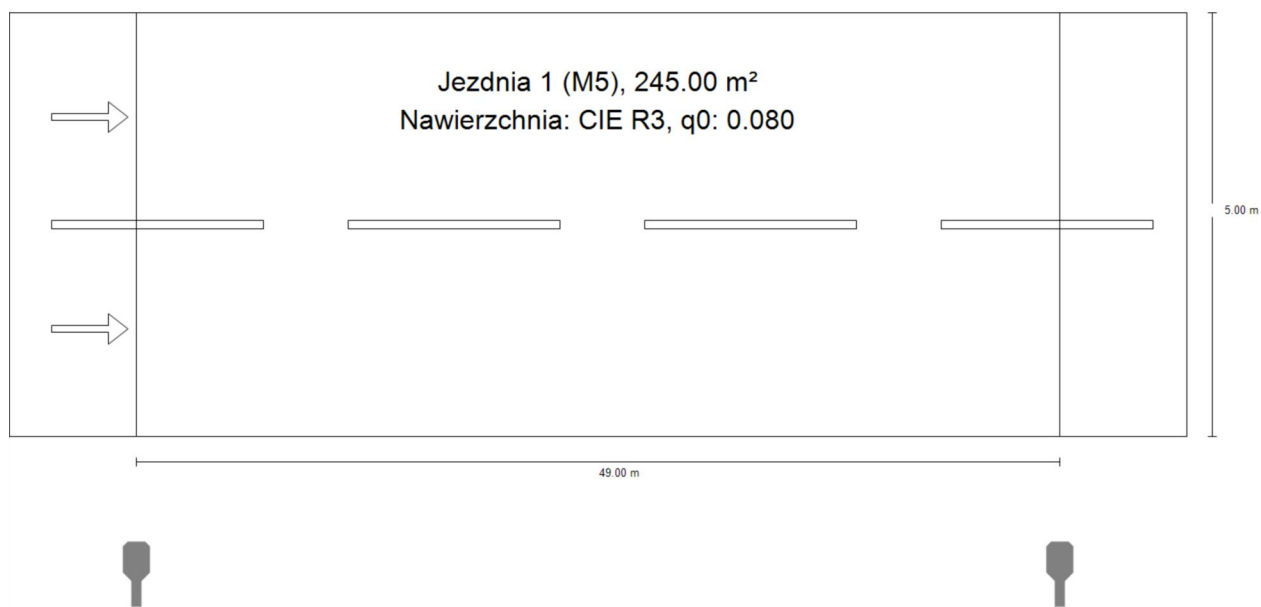 Jezdnia 1 (M5), 245.00 m²
Nawierzchnia: CIE R3, q0: 0.080
5.00 m
49.00 m